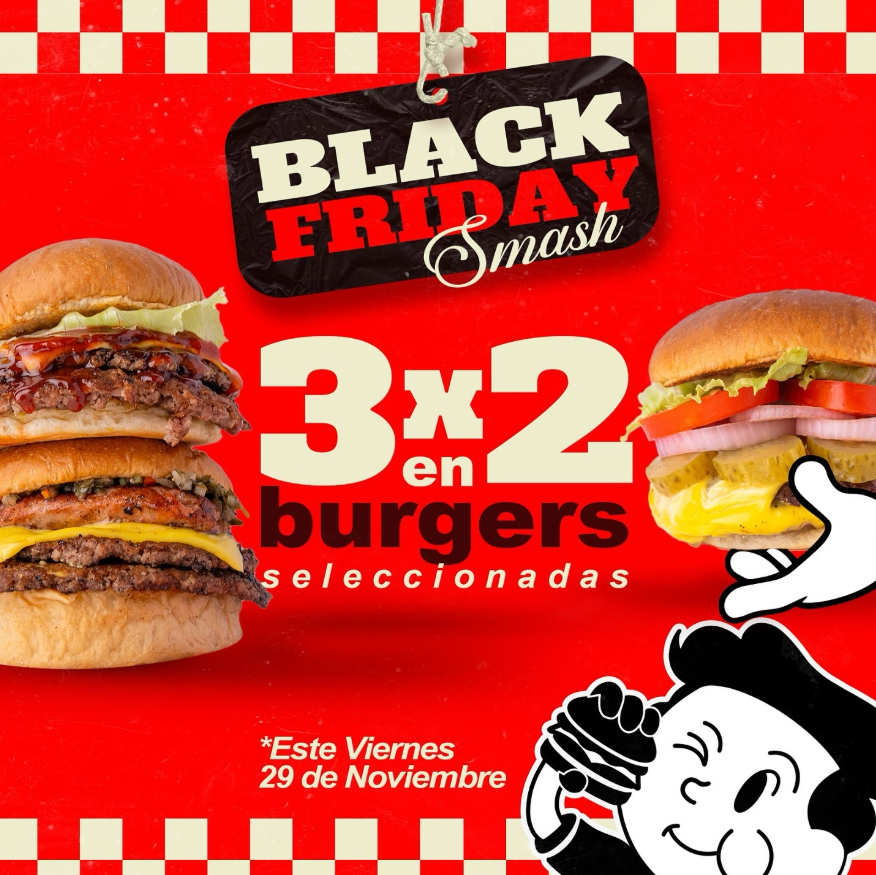 BLACK
FRIDAY
Smash
3x2
en
burgers
seleccionadas
*Este Viernes
29 de Noviembre